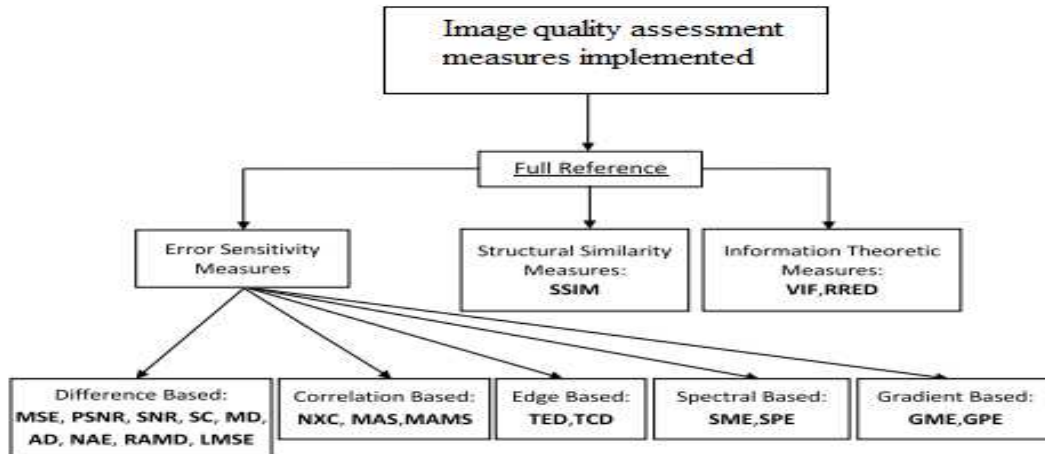 Image quality assessment
measures implemented
Full Reference
Error Sensitivity
Measures
Structural Similarity
Measures:
SSIM
Information Theoretic
Measures:
VIF,RRED
Difference Based:
MSE, PSNR, SNR, SC, MD,
AD, NAE, RAMD, LMSE
Correlation Based:
NXC, MAS,MAMS
Edge Based:
TED,TCD
Spectral Based:
SME,SPE
Gradient Based:
GME,GPE